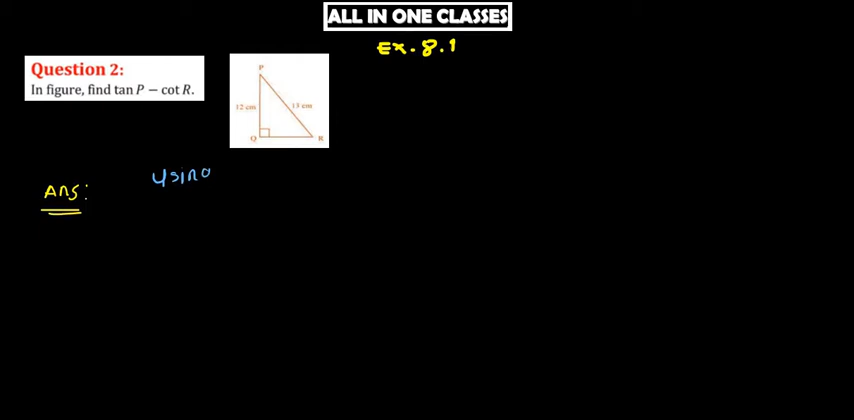 ALL IN ONE CLASSES
Ex. 8.1
Question 2:
In figure, find tan P − cot R.
P
12 cm
13 cm
Q
R
4sinθ
Ans: